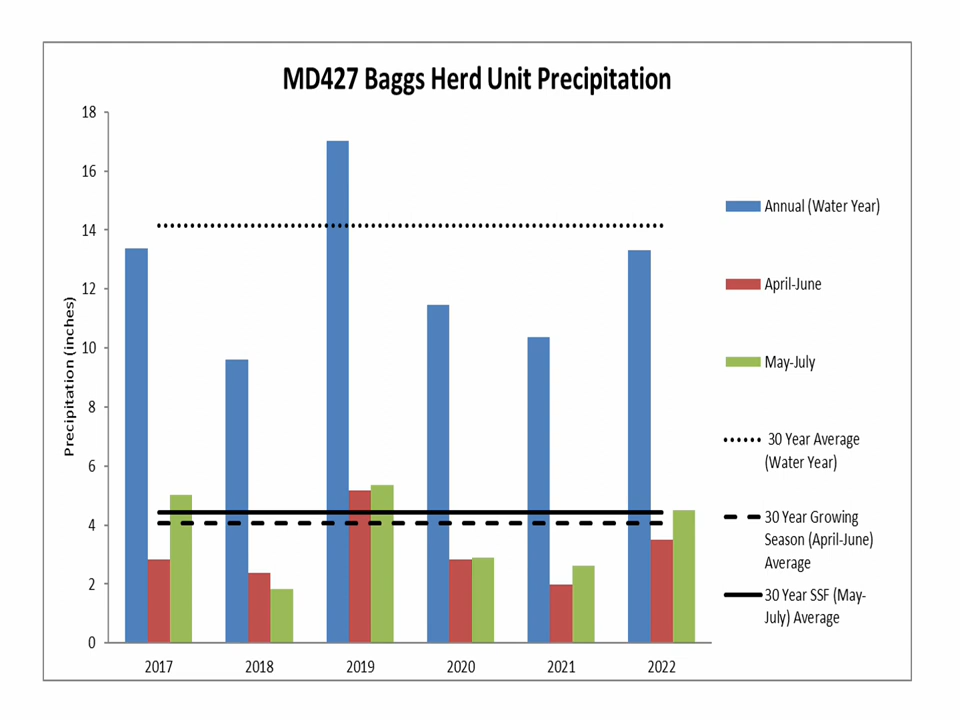 MD427 Baggs Herd Unit Precipitation
18
16
14
12
10
8
6
4
2
0
Precipitation (inches)
2017
2018
2019
2020
2021
2022
Annual (Water Year)
April-June
May-July
30 Year Average
(Water Year)
30 Year Growing
Season (April-June)
Average
30 Year SSF (May-
July) Average